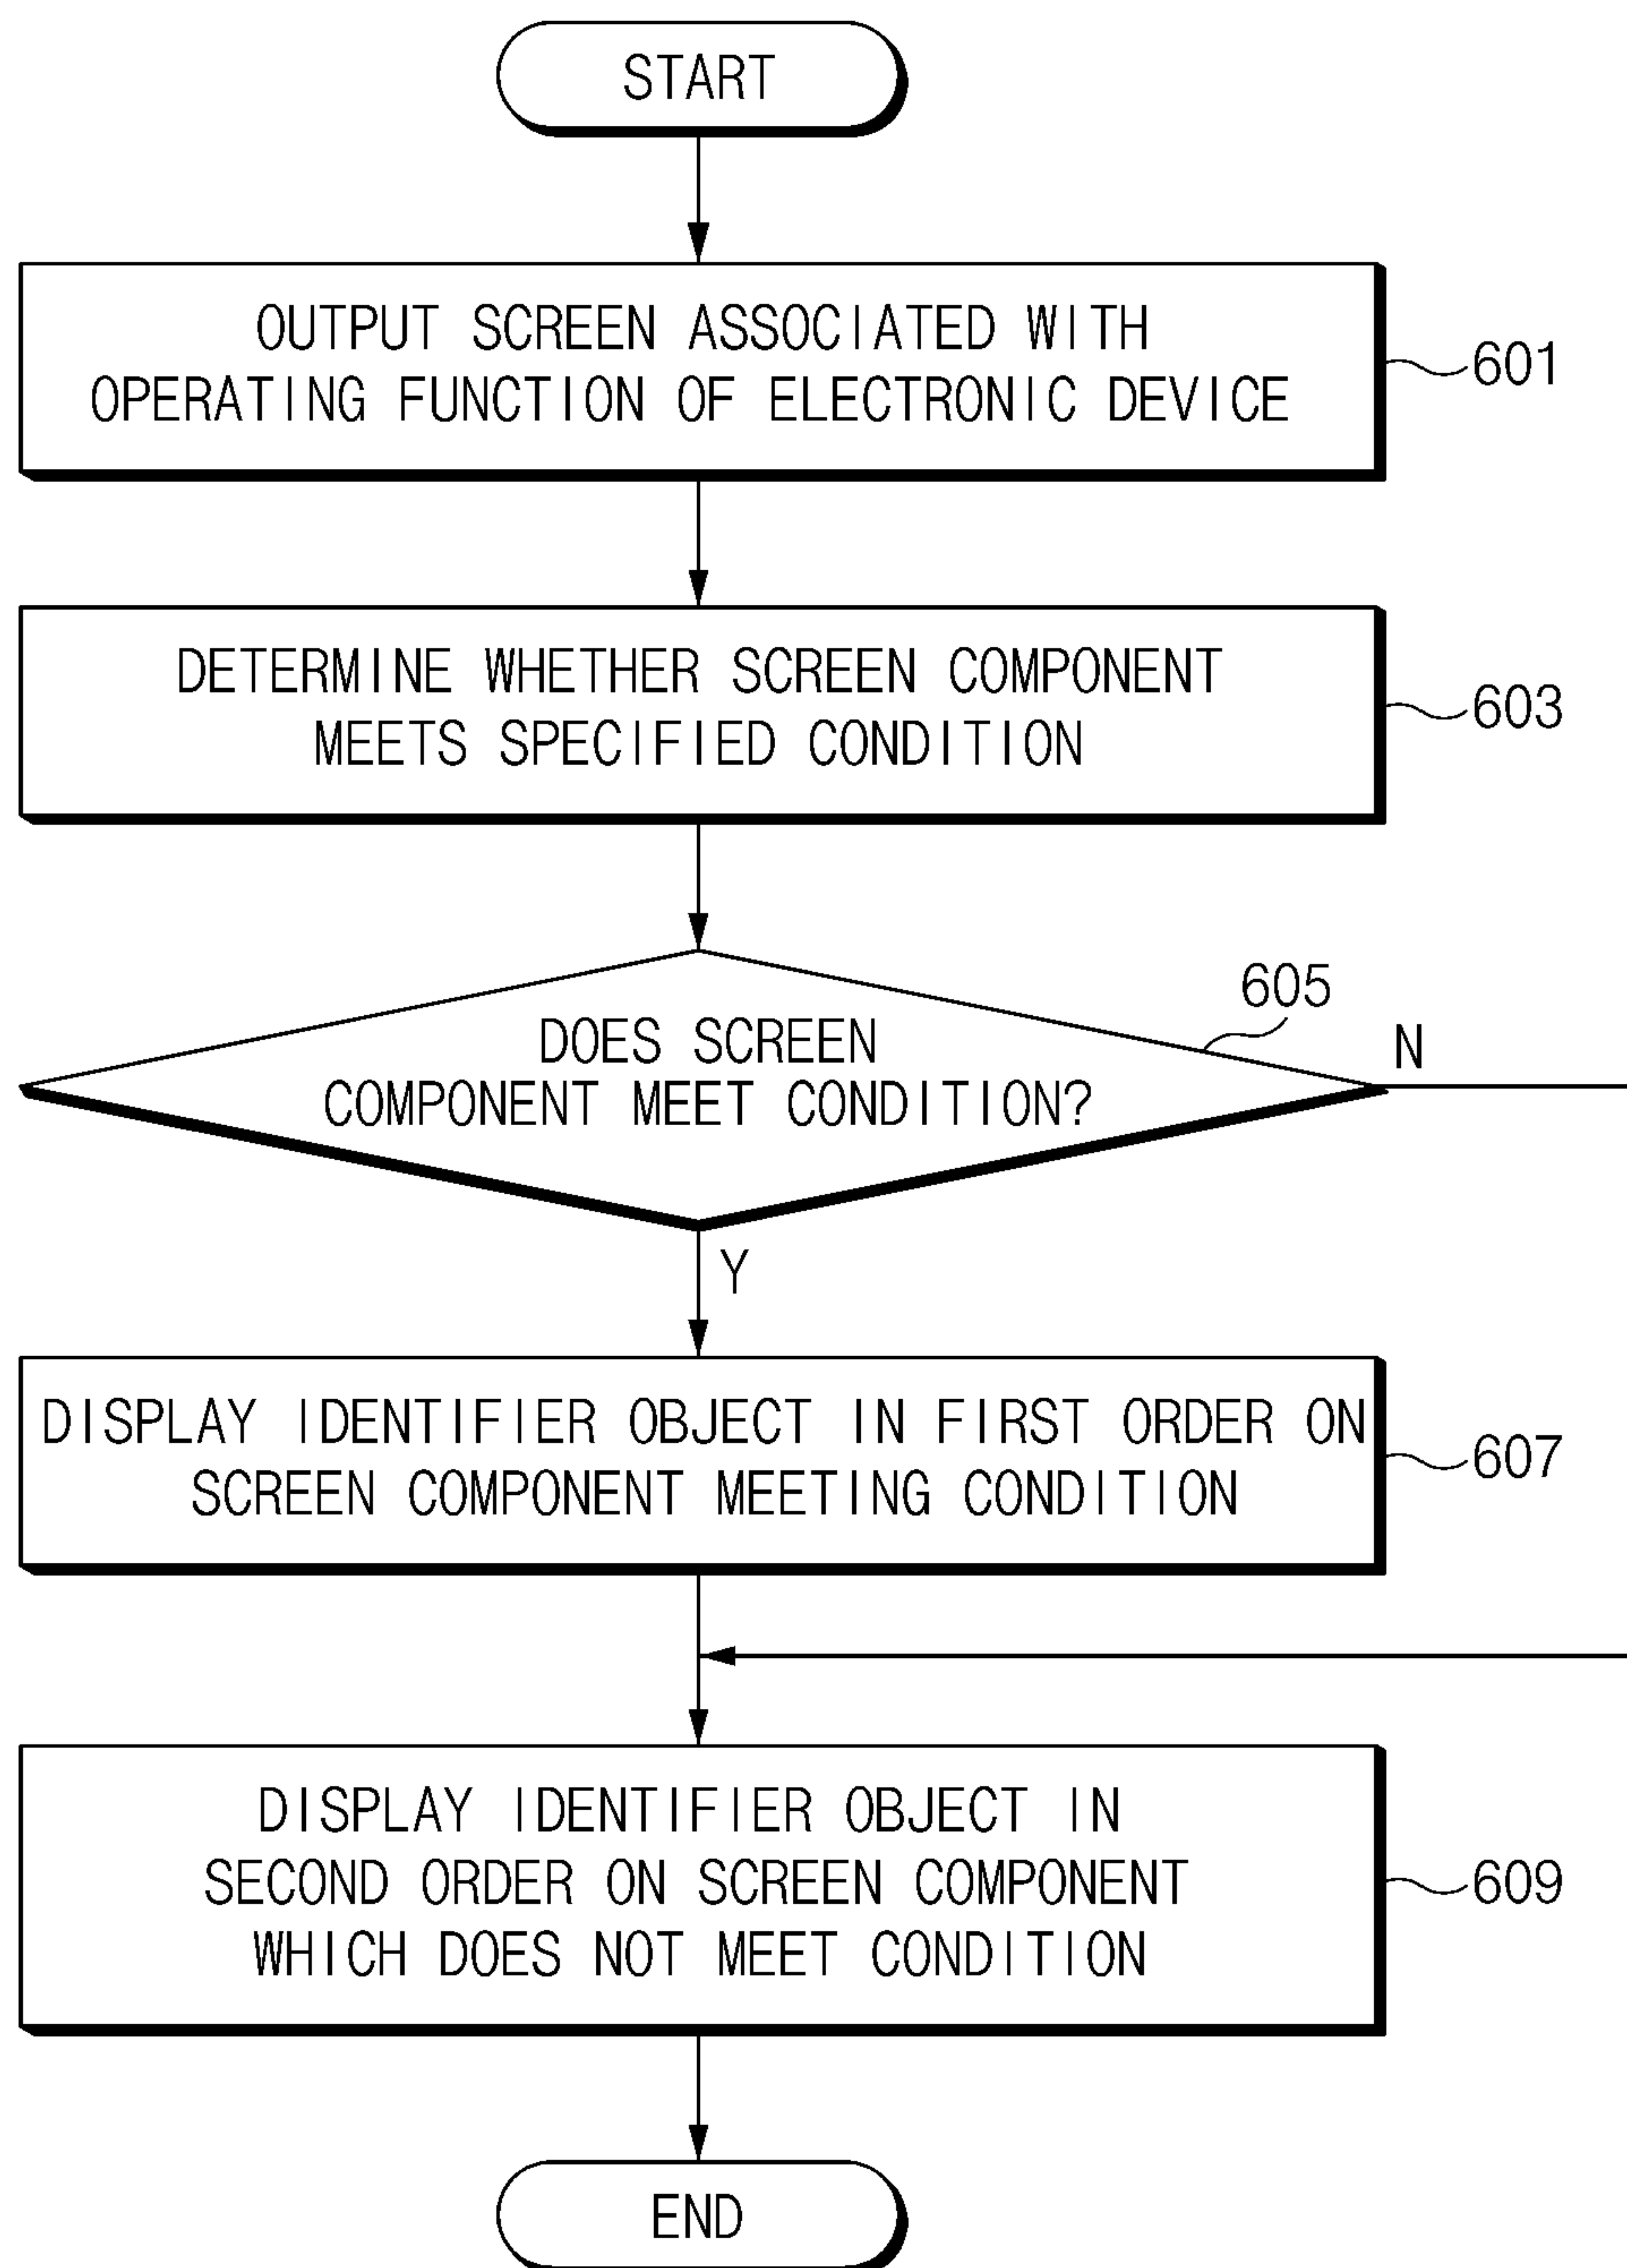 START
OUTPUT SCREEN ASSOCIATED WITH
OPERATING FUNCTION OF ELECTRONIC DEVICE
601
DETERMINE WHETHER SCREEN COMPONENT
MEETS SPECIFIED CONDITION
603
605
DOES SCREEN
COMPONENT MEET CONDITION?
N
Y
DISPLAY IDENTIFIER OBJECT IN FIRST ORDER ON
SCREEN COMPONENT MEETING CONDITION
607
DISPLAY IDENTIFIER OBJECT IN
SECOND ORDER ON SCREEN COMPONENT
WHICH DOES NOT MEET CONDITION
609
END